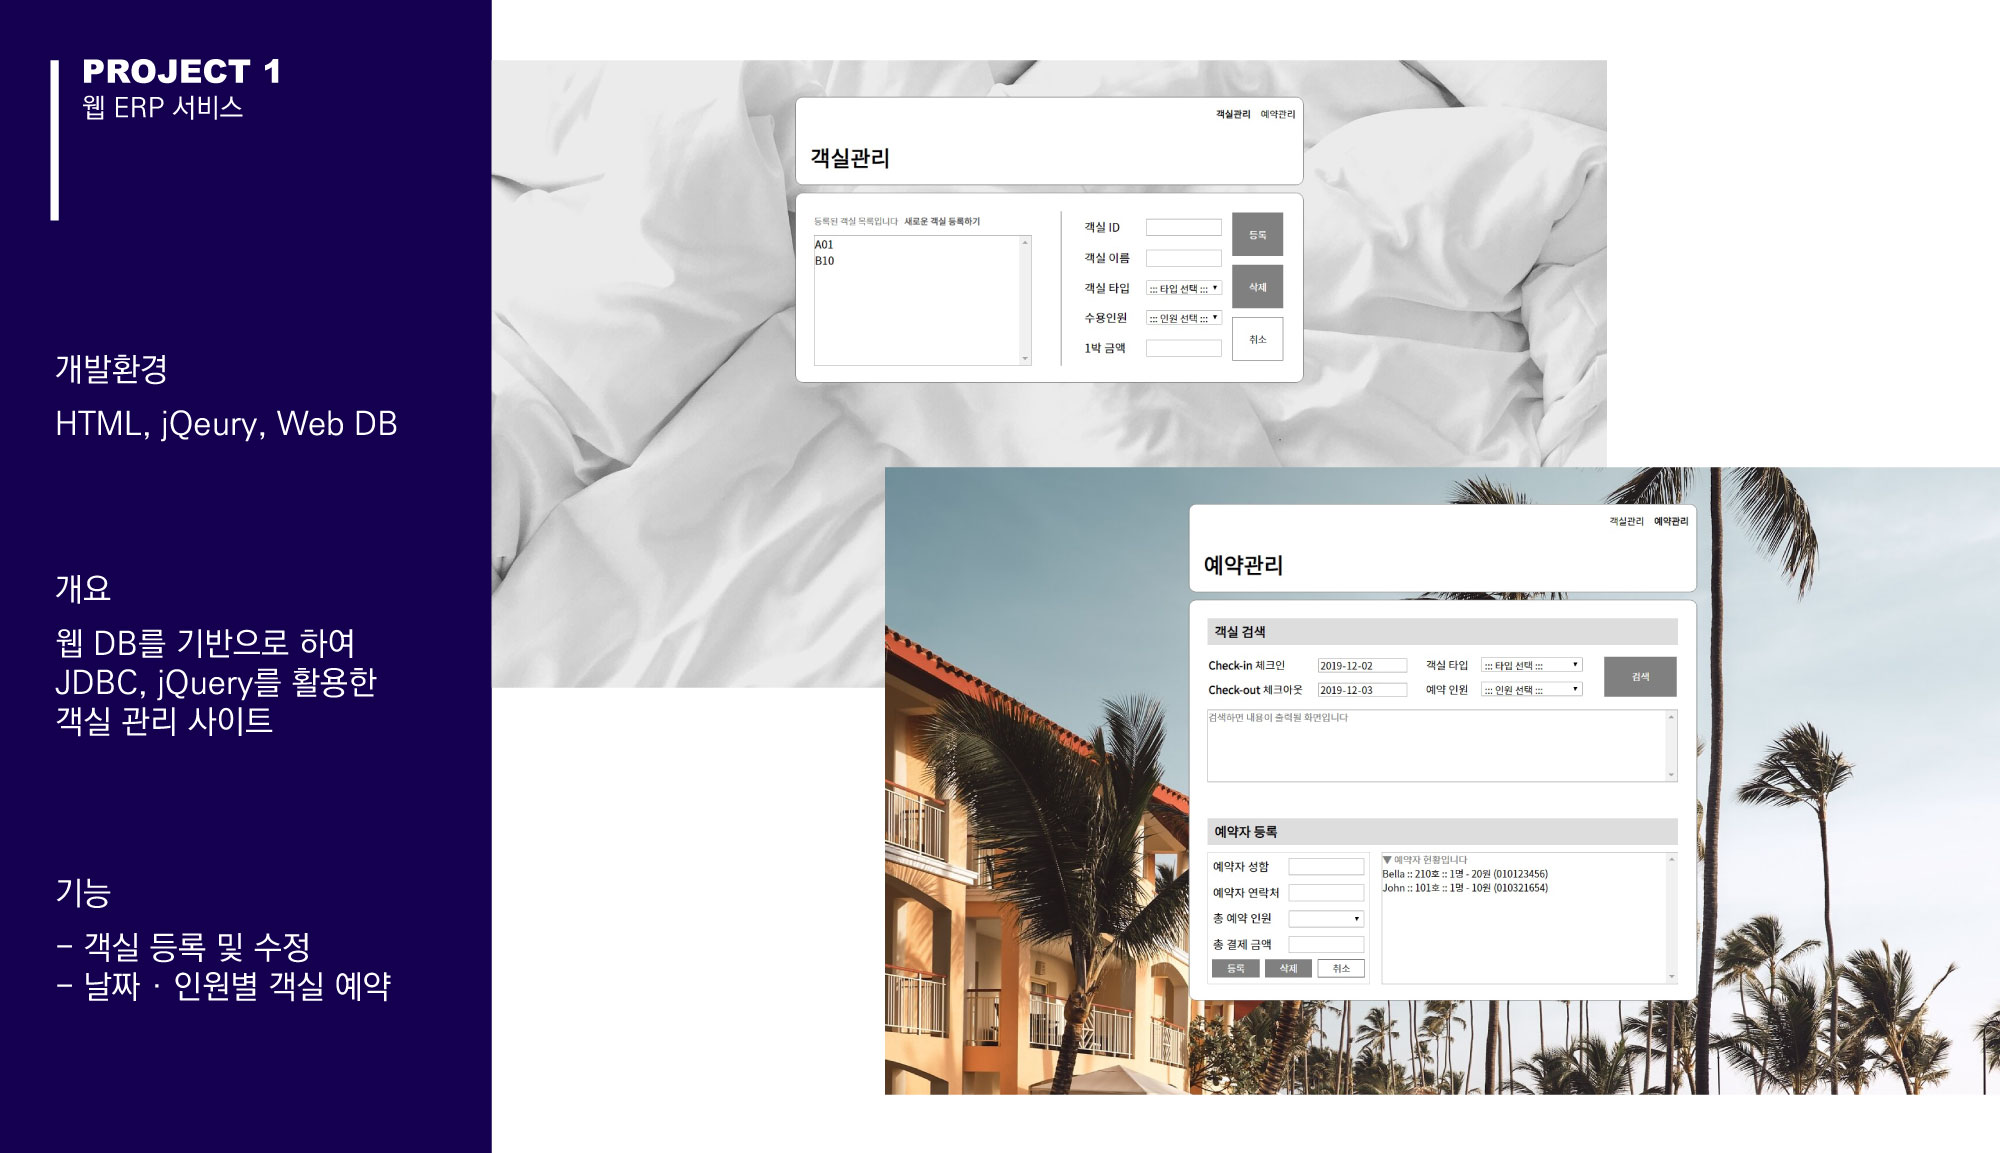 PROJECT 1
웹 ERP 서비스
개발환경
HTML, jQeury, Web DB
개요
웹 DB를 기반으로 하여
JDBC, jQuery를 활용한
객실 관리 사이트
기능
- 객실 등록 및 수정
- 날짜 · 인원별 객실 예약
객실관리 예약관리
객실관리
등록된 객실 목록입니다 새로운 객실 등록하기
A01
B10
객실 ID
객실 이름
객실 타입 ::: 타입 선택 :::
수용인원 ::: 인원 선택 :::
1박 금액
등록
삭제
취소
객실관리 예약관리
예약관리
객실 검색
Check-in 체크인 2019-12-02 객실 타입 ::: 타입 선택 :::
Check-out 체크아웃 2019-12-03 예약 인원 ::: 인원 선택 :::
검색
검색하면 내용이 출력될 화면입니다
예약자 등록
예약자 성함
예약자 연락처
총 예약 인원
총 결제 금액
등록 삭제 취소
▼ 예약자 현황입니다
Bella :: 210호 :: 1명 - 20원 (010123456)
John :: 101호 :: 1명 - 10원 (010321654)